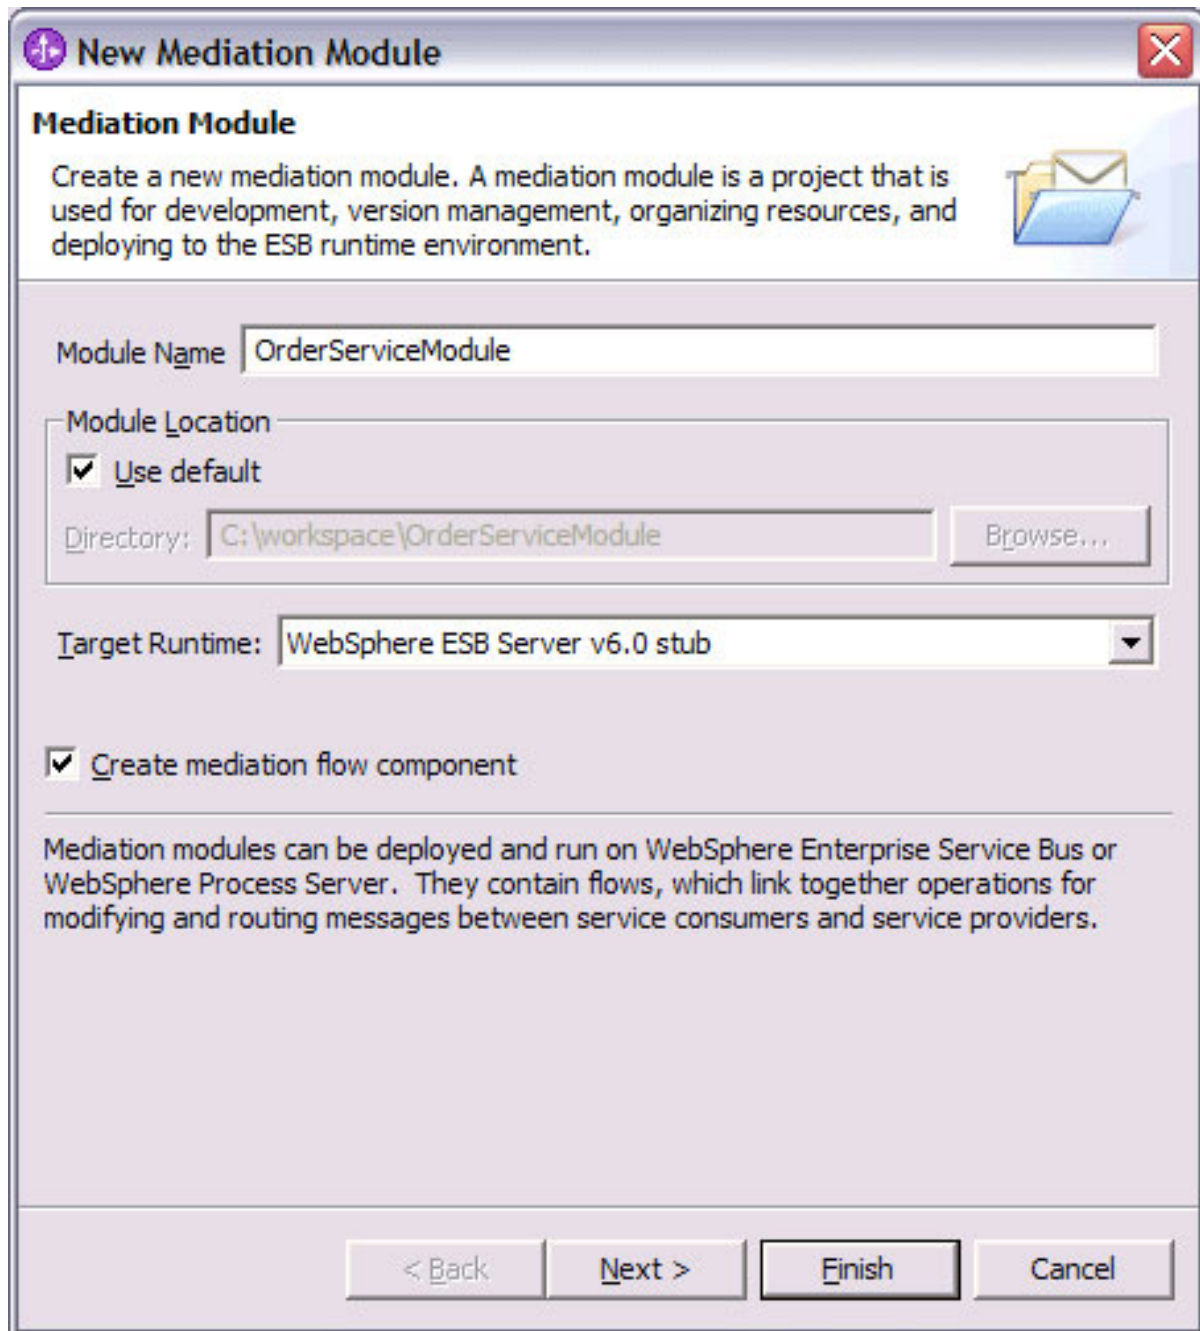 New Mediation Module
Mediation Module
Create a new mediation module. A mediation module is a project that is
used for development, version management, organizing resources, and
deploying to the ESB runtime environment.
Module Name OrderServiceModule
Module Location
Use default
Directory: C:\workspace\OrderServiceModule Browse...
Target Runtime: WebSphere ESB Server v6.0 stub
Create mediation flow component
Mediation modules can be deployed and run on WebSphere Enterprise Service Bus or
WebSphere Process Server.  They contain flows, which link together operations for
modifying and routing messages between service consumers and service providers.
< Back Next > Finish Cancel